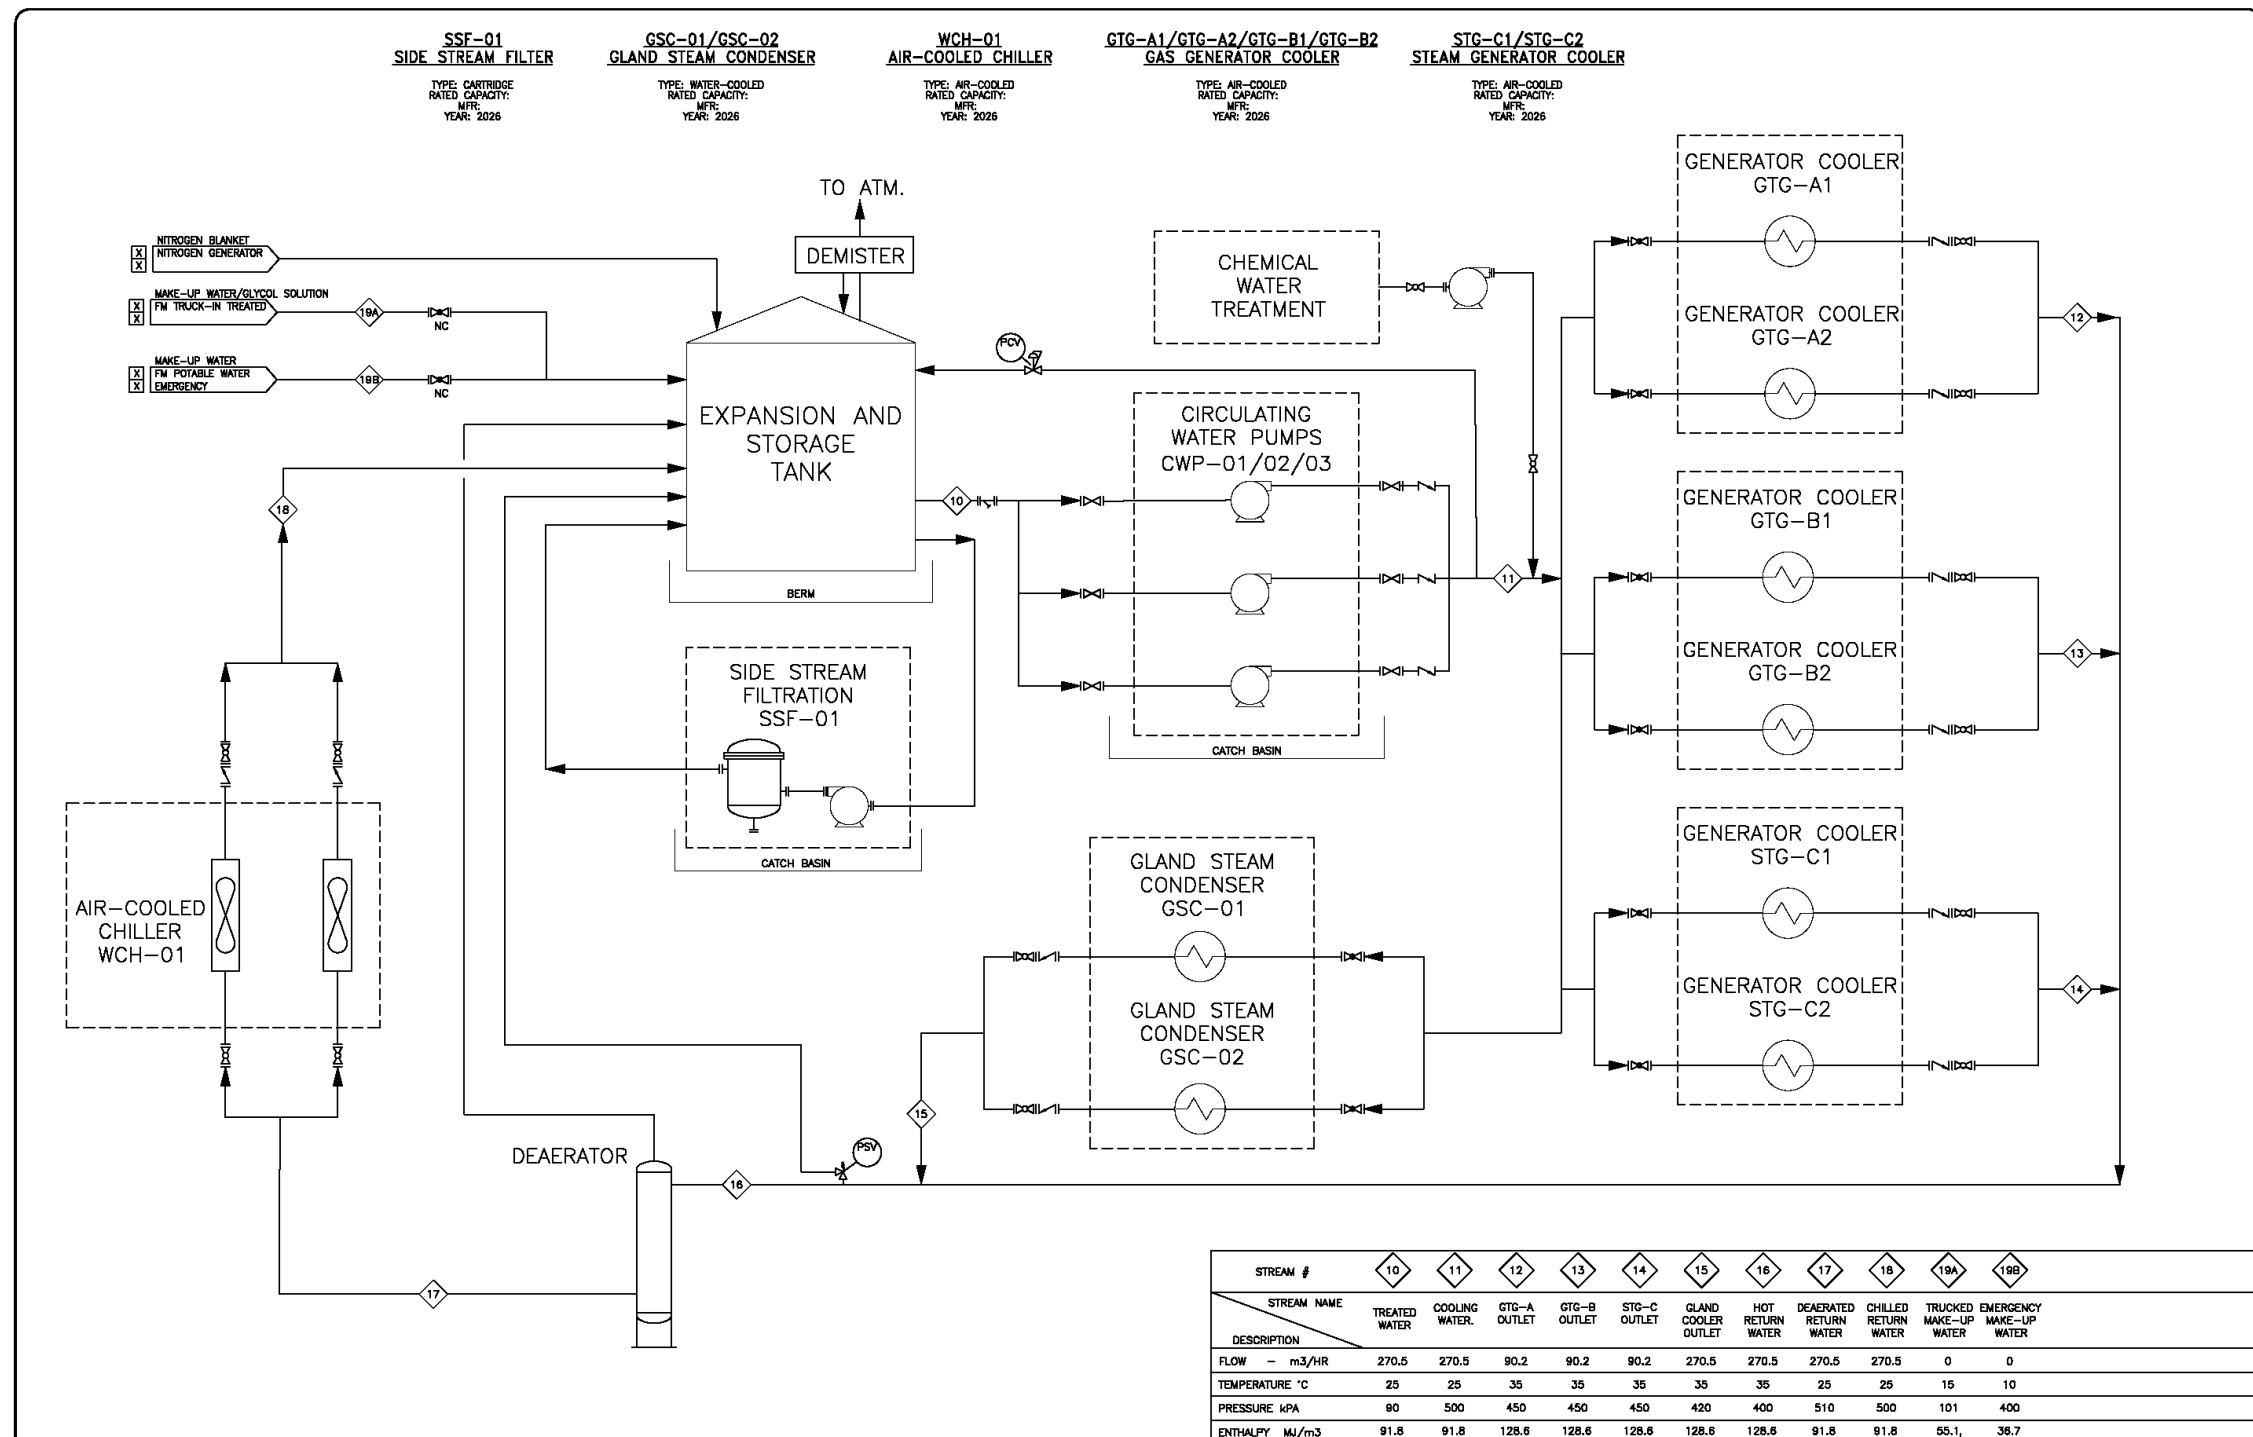 SSF-01
SIDE STREAM FILTER
TYPE: CARTRIDGE
RATED CAPACITY:
MFR:
YEAR: 2026
GSC-01/GSC-02
GLAND STEAM CONDENSER
TYPE: WATER-COOLED
RATED CAPACITY:
MFR:
YEAR: 2026
WCH-01
AIR-COOLED CHILLER
TYPE: AIR-COOLED
RATED CAPACITY:
MFR:
YEAR: 2026
GTG-A1/GTG-A2/GTG-B1/GTG-B2
GAS GENERATOR COOLER
TYPE: AIR-COOLED
RATED CAPACITY:
MFR:
YEAR: 2026
STG-C1/STG-C2
STEAM GENERATOR COOLER
TYPE: AIR-COOLED
RATED CAPACITY:
MFR:
YEAR: 2026
TO ATM.
DEMISTER
NITROGEN BLANKET
X NITROGEN GENERATOR
X
MAKE-UP WATER/GLYCOL SOLUTION
X FM TRUCK-IN TREATED
X
19A
NC
MAKE-UP WATER
X FM POTABLE WATER
X EMERGENCY
19B
NC
EXPANSION AND
STORAGE
TANK
BERM
PCV
CHEMICAL
WATER
TREATMENT
CIRCULATING
WATER PUMPS
CWP-01/02/03
CATCH BASIN
10
11
GENERATOR COOLER
GTG-A1
GENERATOR COOLER
GTG-A2
12
GENERATOR COOLER
GTG-B1
GENERATOR COOLER
GTG-B2
13
GENERATOR COOLER
STG-C1
GENERATOR COOLER
STG-C2
14
18
SIDE STREAM
FILTRATION
SSF-01
CATCH BASIN
AIR-COOLED
CHILLER
WCH-01
GLAND STEAM
CONDENSER
GSC-01
GLAND STEAM
CONDENSER
GSC-02
15
PSV
DEAERATOR
16
17
STREAM # 10 11 12 13 14 15 16 17 18 19A 19B
STREAM NAME
DESCRIPTION
TREATED WATER
COOLING WATER.
GTG-A OUTLET
GTG-B OUTLET
STG-C OUTLET
GLAND COOLER OUTLET
HOT RETURN WATER
DEAERATED RETURN WATER
CHILLED RETURN WATER
TRUCKED MAKE-UP WATER
EMERGENCY MAKE-UP WATER
FLOW - m3/HR 270.5 270.5 90.2 90.2 90.2 270.5 270.5 270.5 270.5 0 0
TEMPERATURE °C 25 25 35 35 35 35 35 25 25 15 10
PRESSURE kPA 90 500 450 450 450 420 400 510 500 101 400
ENTHALPY MJ/m3 91.8 91.8 128.6 128.6 128.6 128.6 128.6 91.8 91.8 55.1, 36.7